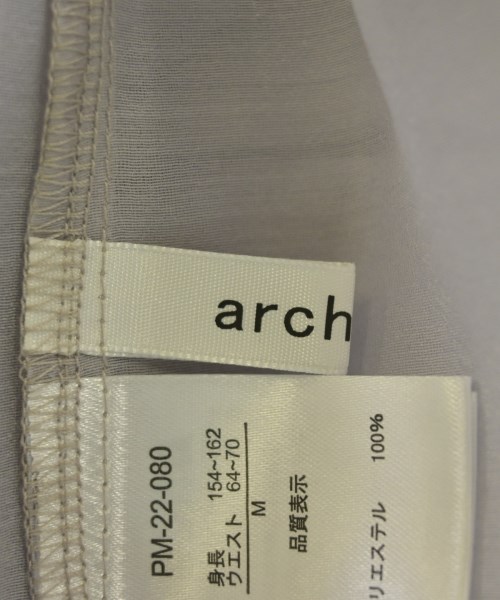 arch
PM-22-080
身長 154~162
ウエスト 64~70
M
品質表示
リエステル 100%